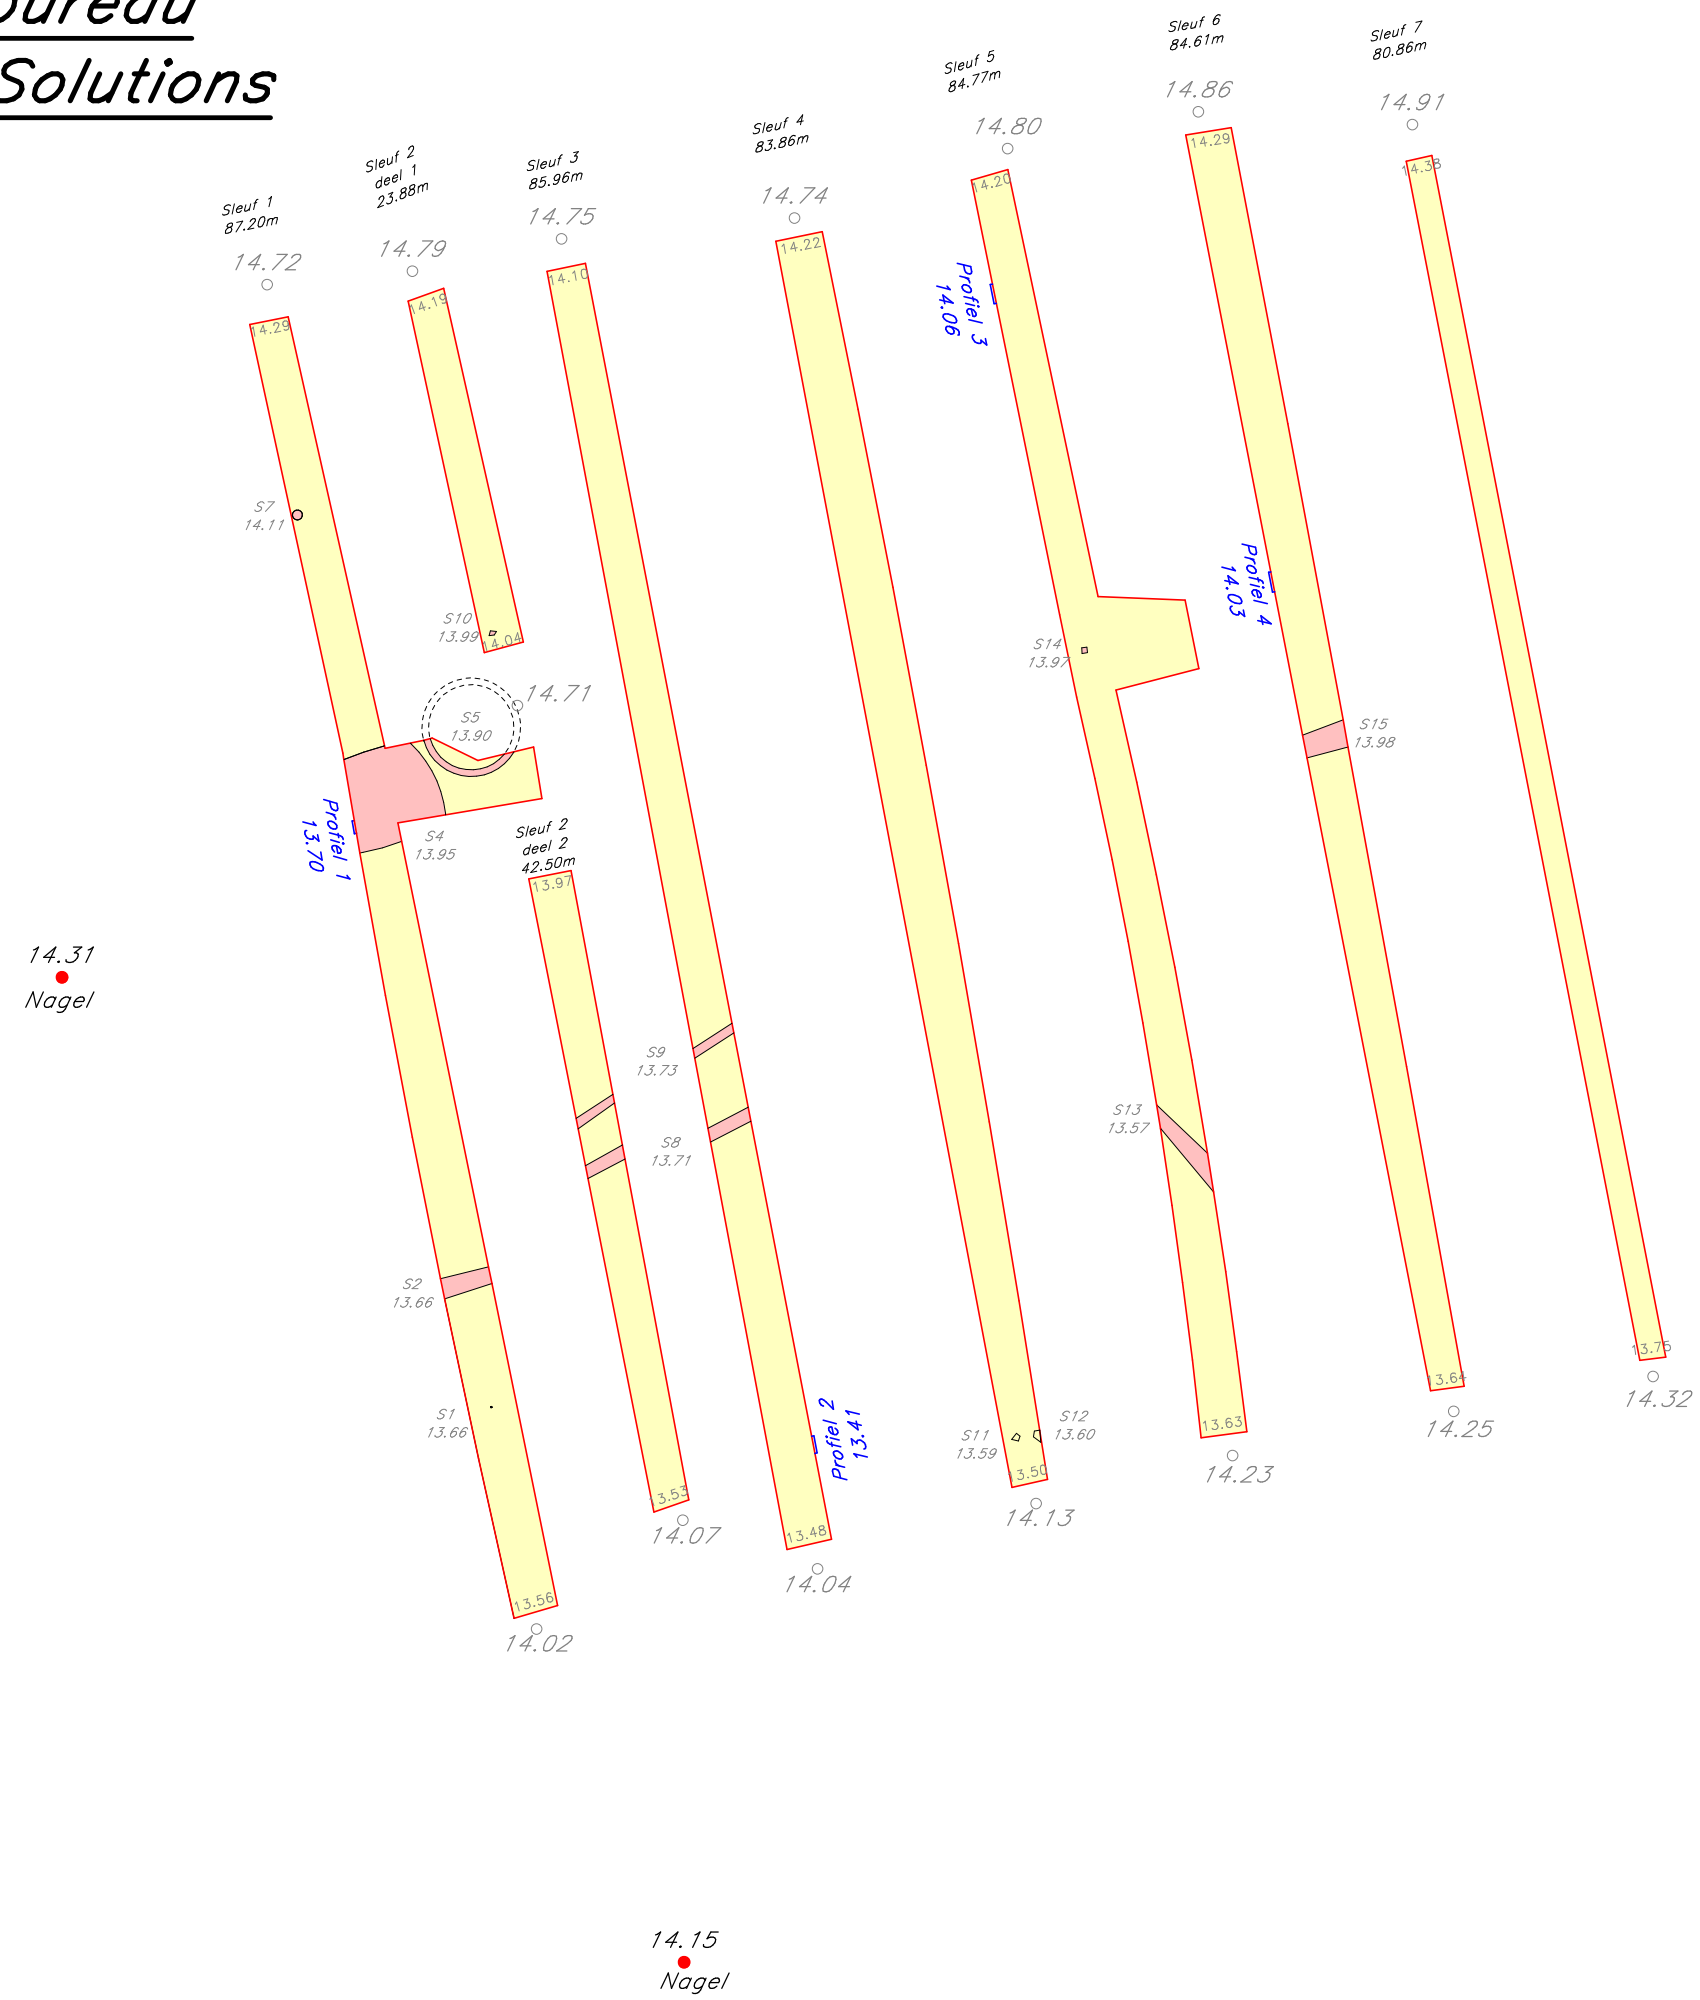 Solutions
Sleuf 1
87.20m
14.72
14.29
Sleuf 2
deel 1
23.88m
14.79
14.19
Sleuf 3
85.96m
14.75
14.10
Sleuf 4
83.86m
14.74
14.22
Sleuf 5
84.77m
14.80
14.20
Sleuf 6
84.61m
14.86
14.29
Sleuf 7
80.86m
14.91
14.38
Profiel 3
14.06
S7
14.11
S10
13.99
14.04
14.71
S5
13.90
S14
13.97
Profiel 4
14.03
S15
13.98
Profiel 1
13.70
S4
13.95
Sleuf 2
deel 2
42.50m
13.97
14.31
Nagel
S9
13.73
S8
13.71
S13
13.57
S2
13.66
S1
13.66
Profiel 2
13.41
S11
13.59
S12
13.60
13.50
14.13
13.63
14.23
13.64
14.25
13.75
14.32
13.53
14.07
13.48
14.04
13.56
14.02
14.15
Nagel